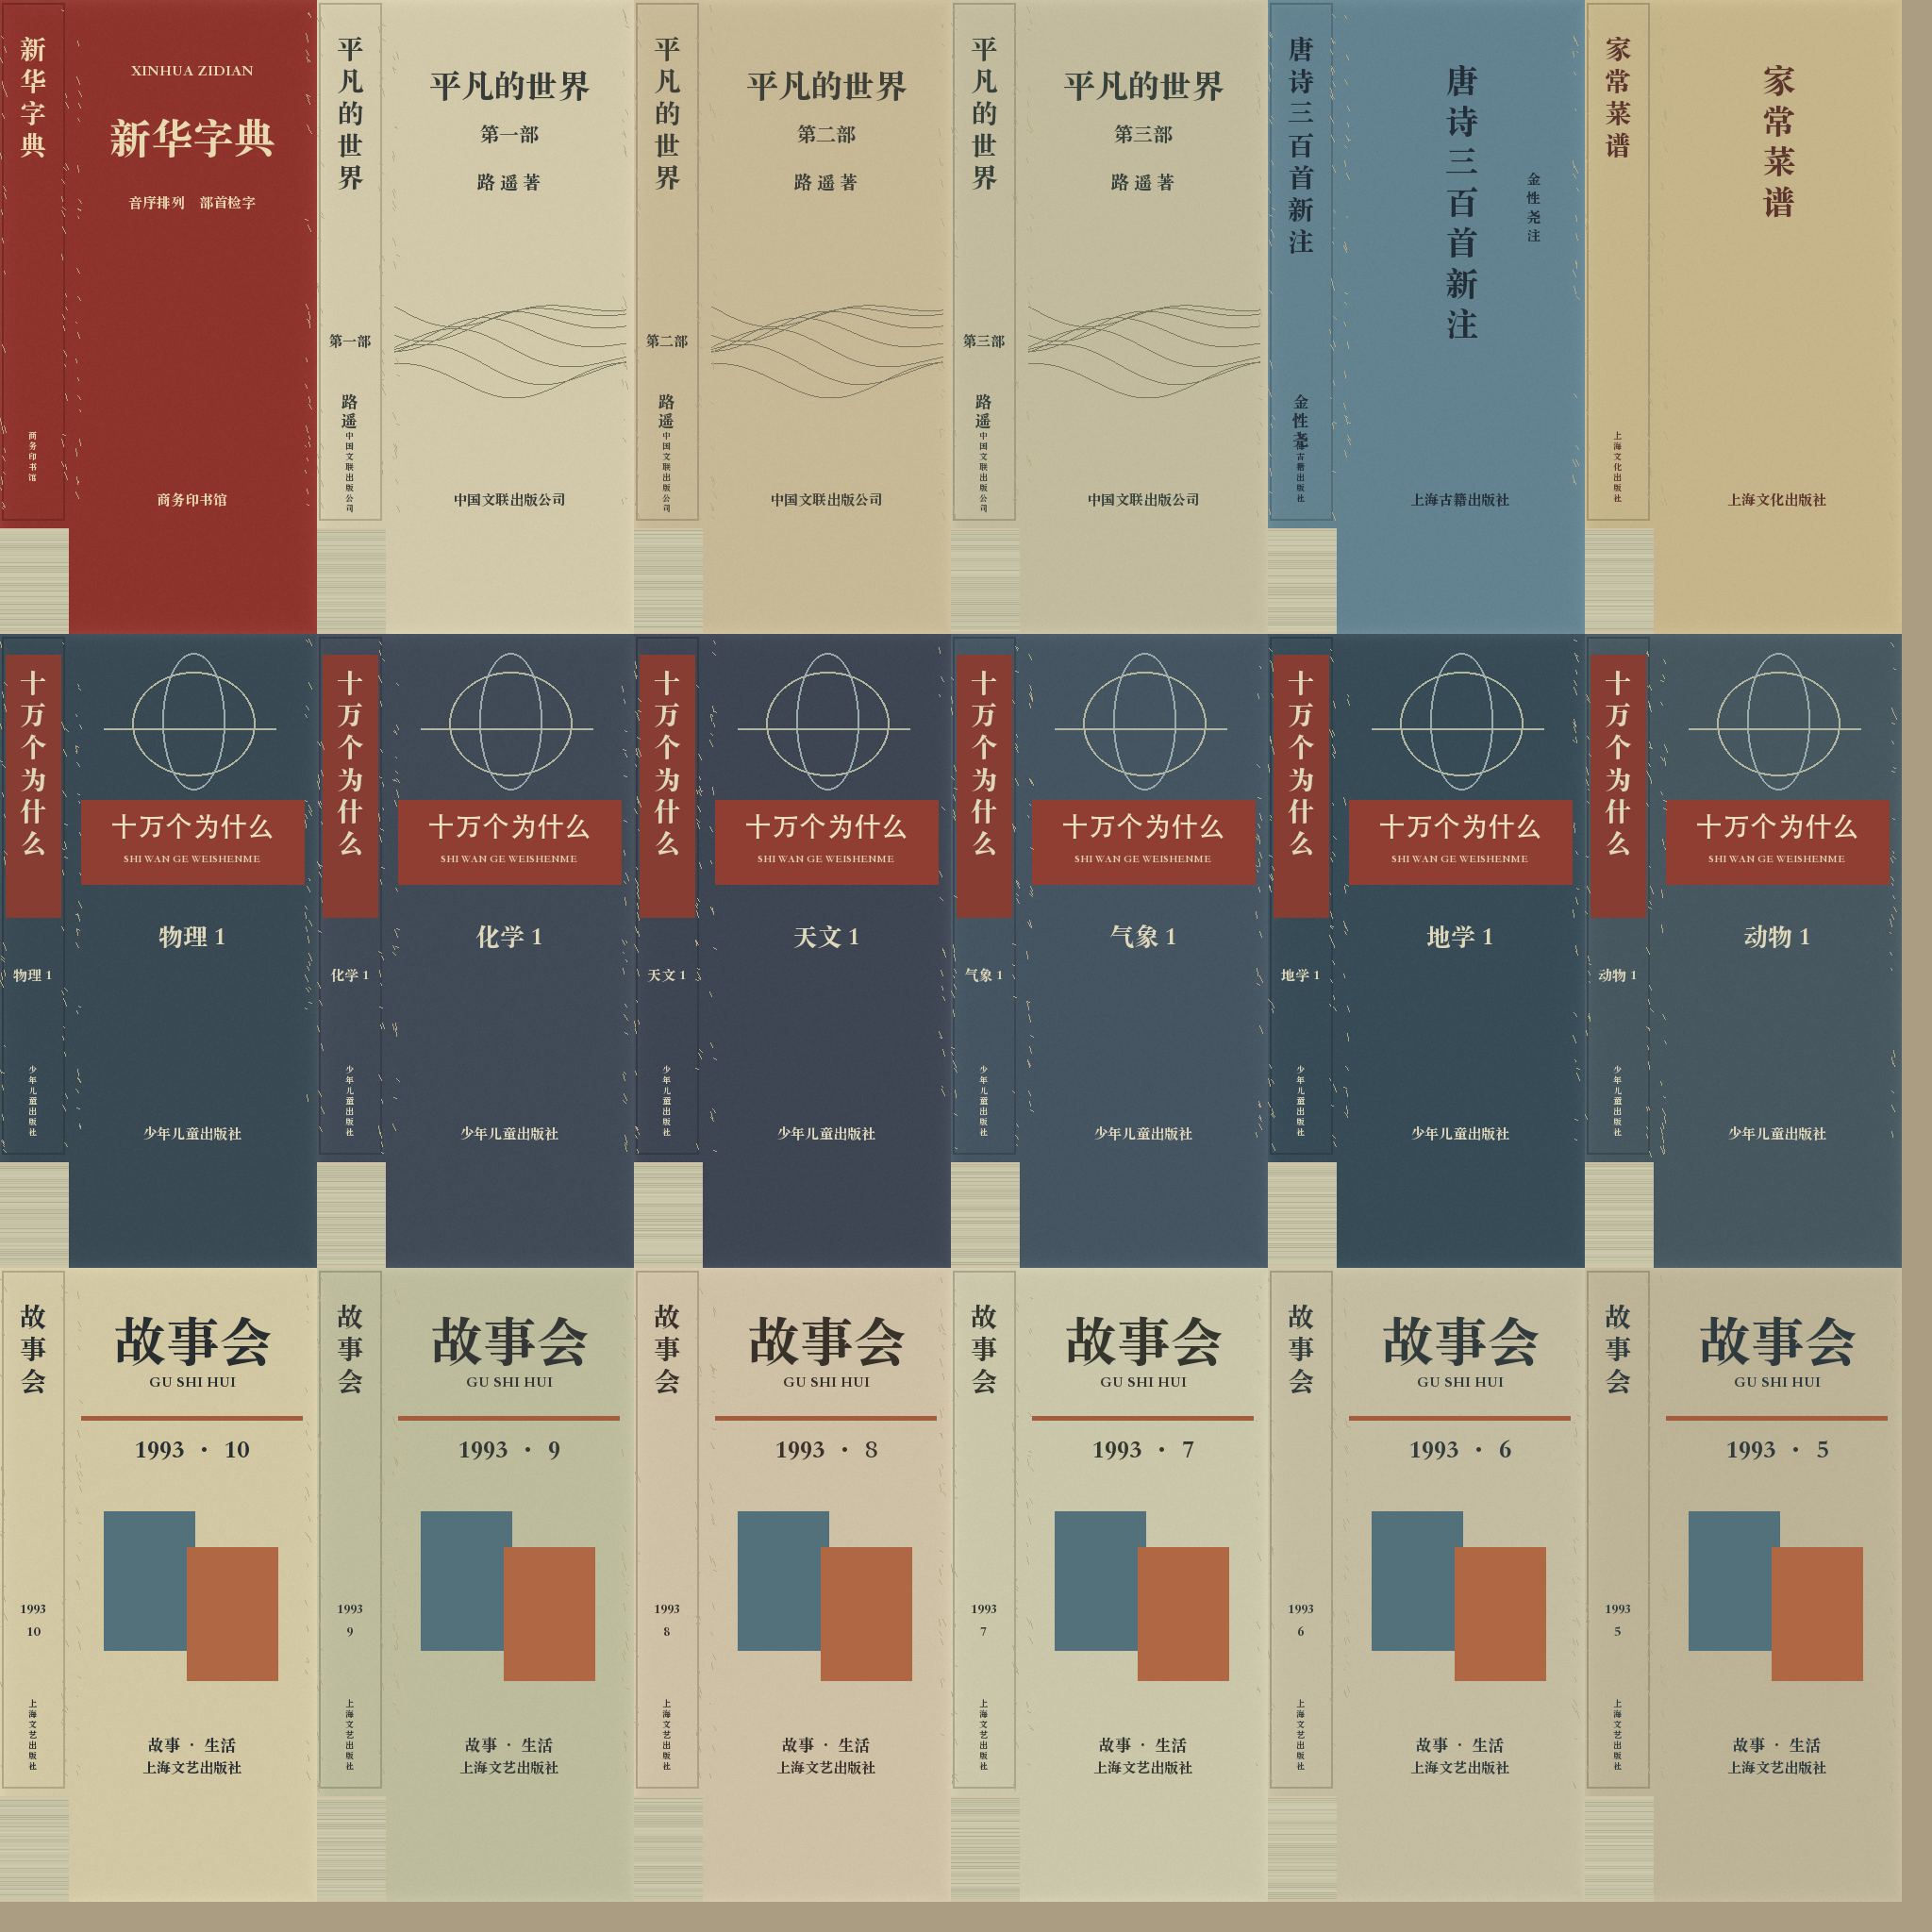 新华字典
商务印书馆
XINHUA ZIDIAN
新华字典
音序排列 部首检字
商务印书馆
平凡的世界
第一部
路遥
中国文联出版公司
平凡的世界
第一部
路遥著
中国文联出版公司
平凡的世界
第二部
路遥
中国文联出版公司
平凡的世界
第二部
路遥著
中国文联出版公司
平凡的世界
第三部
路遥
中国文联出版公司
平凡的世界
第三部
路遥著
中国文联出版公司
唐诗三百首新注
金性尧
古籍出版社
唐诗三百首新注
金性尧注
上海古籍出版社
家常菜谱
上海文化出版社
家常菜谱
上海文化出版社
十万个为什么
物理 1
少年儿童出版社
十万个为什么
SHI WAN GE WEISHENME
物理 1
少年儿童出版社
十万个为什么
化学 1
少年儿童出版社
十万个为什么
SHI WAN GE WEISHENME
化学 1
少年儿童出版社
十万个为什么
天文 1
少年儿童出版社
十万个为什么
SHI WAN GE WEISHENME
天文 1
少年儿童出版社
十万个为什么
气象 1
少年儿童出版社
十万个为什么
SHI WAN GE WEISHENME
气象 1
少年儿童出版社
十万个为什么
地学 1
少年儿童出版社
十万个为什么
SHI WAN GE WEISHENME
地学 1
少年儿童出版社
十万个为什么
动物 1
少年儿童出版社
十万个为什么
SHI WAN GE WEISHENME
动物 1
少年儿童出版社
故事会
1993
10
上海文艺出版社
故事会
GU SHI HUI
1993 · 10
故事 · 生活
上海文艺出版社
故事会
1993
9
上海文艺出版社
故事会
GU SHI HUI
1993 · 9
故事 · 生活
上海文艺出版社
故事会
1993
8
上海文艺出版社
故事会
GU SHI HUI
1993 · 8
故事 · 生活
上海文艺出版社
故事会
1993
7
上海文艺出版社
故事会
GU SHI HUI
1993 · 7
故事 · 生活
上海文艺出版社
故事会
1993
6
上海文艺出版社
故事会
GU SHI HUI
1993 · 6
故事 · 生活
上海文艺出版社
故事会
1993
5
上海文艺出版社
故事会
GU SHI HUI
1993 · 5
故事 · 生活
上海文艺出版社